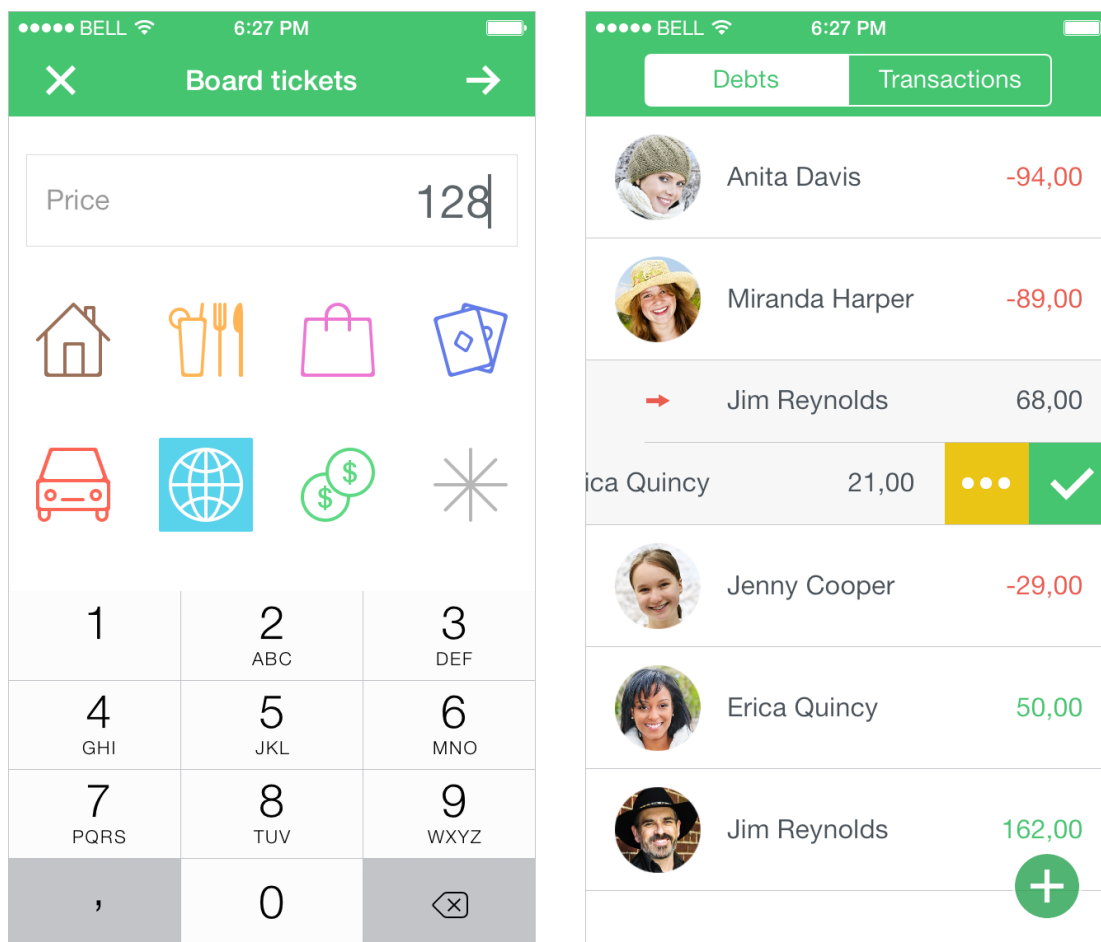 BELL 6:27 PM
Board tickets
Price 128
$
$
1
2 ABC
3 DEF
4 GHI
5 JKL
6 MNO
7 PQRS
8 TUV
9 WXYZ
,
0
BELL 6:27 PM
Debts Transactions
Anita Davis -94,00
Miranda Harper -89,00
Jim Reynolds 68,00
ica Quincy 21,00
Jenny Cooper -29,00
Erica Quincy 50,00
Jim Reynolds 162,00